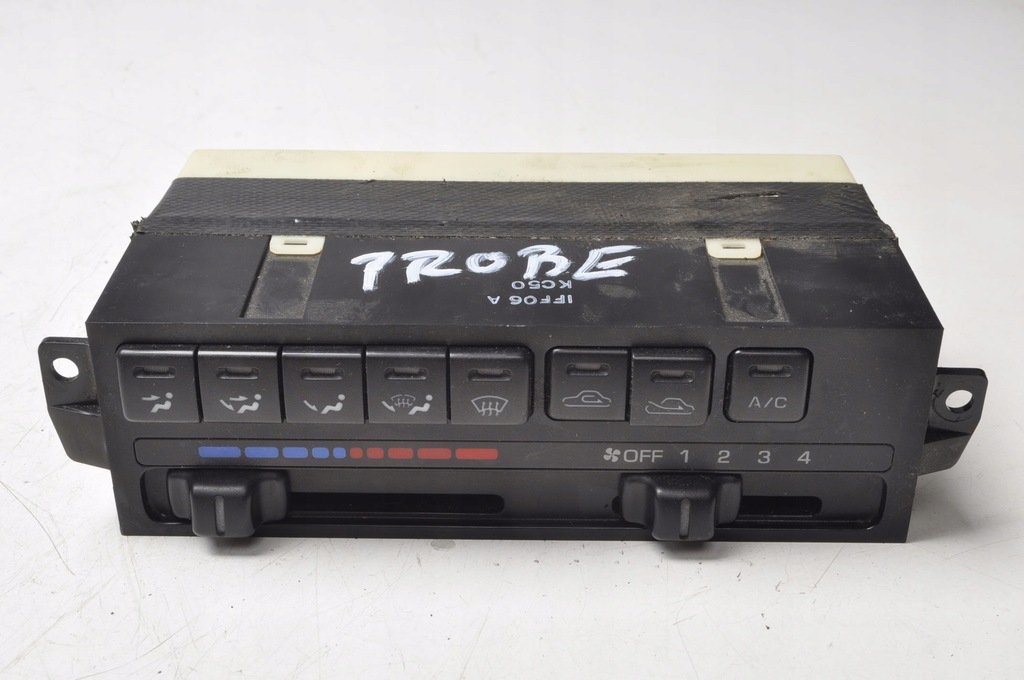 PROBE
1FF06 A
KC50
A/C
OFF 1 2 3 4